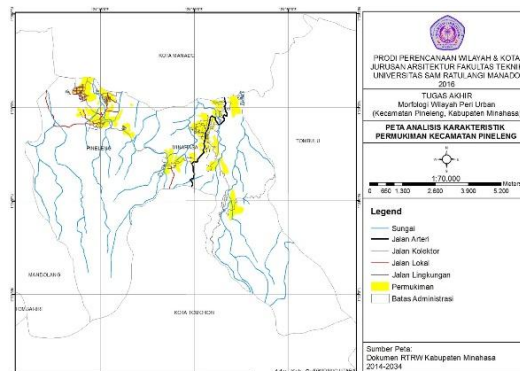 KOTA MANADO
PINELENG
TOMBULU
MANDOLANG
KOTA TOMOHON
PRODI PERENCANAAN WILAYAH & KOTA
JURUSAN ARSITEKTUR FAKULTAS TEKNIK
UNIVERSITAS SAM RATULANGI MANADO
2016
TUGAS AKHIR
Morfologi Wilayah Peri Urban
(Kecamatan Pineleng, Kabupaten Minahasa)
PETA ANALISIS KARAKTERISTIK
PERMUKIMAN KECAMATAN PINELENG
1:70,000
0 650 1.300 2.600 3.900 5.200
Meters
Legend
Sungai
Jalan Arteri
Jalan Kolektor
Jalan Lokal
Jalan Lingkungan
Permukiman
Batas Administrasi
Sumber Peta:
Dokumen RTRW Kabupaten Minahasa
2014-2034